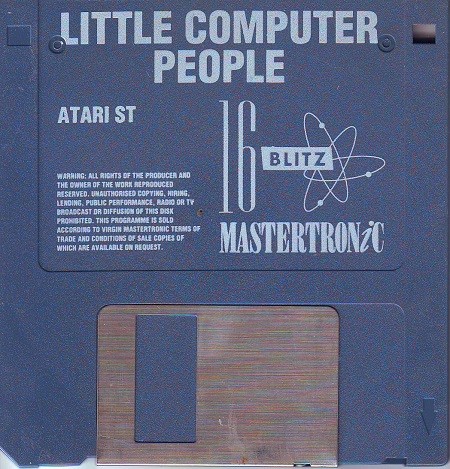 LITTLE COMPUTER
PEOPLE
ATARI ST
WARNING: ALL RIGHTS OF THE PRODUCER AND
THE OWNER OF THE WORK REPRODUCED
RESERVED. UNAUTHORISED COPYING, HIRING,
LENDING, PUBLIC PERFORMANCE, RADIO OR TV
BROADCAST OR DIFFUSION OF THIS DISK
PROHIBITED. THIS PROGRAMME IS SOLD
ACCORDING TO VIRGIN MASTERTRONIC TERMS OF
TRADE AND CONDITIONS OF SALE COPIES OF
WHICH ARE AVAILABLE ON REQUEST.
16
BLITZ
MASTERTRONiC